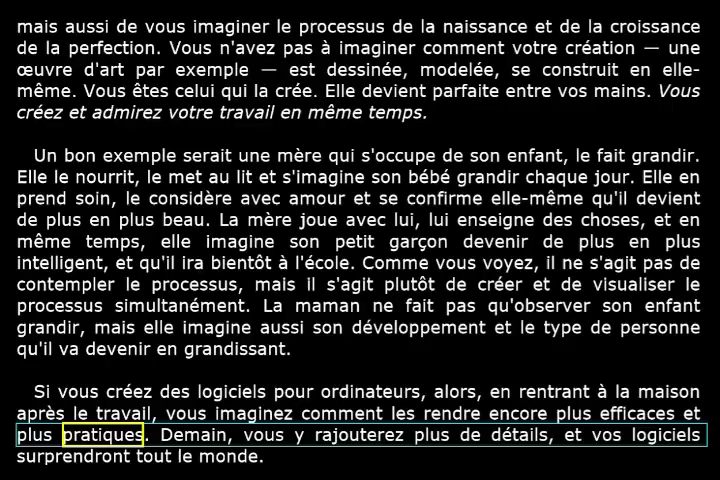 mais aussi de vous imaginer le processus de la naissance et de la croissance
de la perfection. Vous n'avez pas à imaginer comment votre création — une
œuvre d'art par exemple — est dessinée, modelée, se construit en elle-
même. Vous êtes celui qui la crée. Elle devient parfaite entre vos mains. Vous
créez et admirez votre travail en même temps.
Un bon exemple serait une mère qui s'occupe de son enfant, le fait grandir.
Elle le nourrit, le met au lit et s'imagine son bébé grandir chaque jour. Elle en
prend soin, le considère avec amour et se confirme elle-même qu'il devient
de plus en plus beau. La mère joue avec lui, lui enseigne des choses, et en
même temps, elle imagine son petit garçon devenir de plus en plus
intelligent, et qu'il ira bientôt à l'école. Comme vous voyez, il ne s'agit pas de
contempler le processus, mais il s'agit plutôt de créer et de visualiser le
processus simultanément. La maman ne fait pas qu'observer son enfant
grandir, mais elle imagine aussi son développement et le type de personne
qu'il va devenir en grandissant.
Si vous créez des logiciels pour ordinateurs, alors, en rentrant à la maison
après le travail, vous imaginez comment les rendre encore plus efficaces et
plus pratiques. Demain, vous y rajouterez plus de détails, et vos logiciels
surprendront tout le monde.